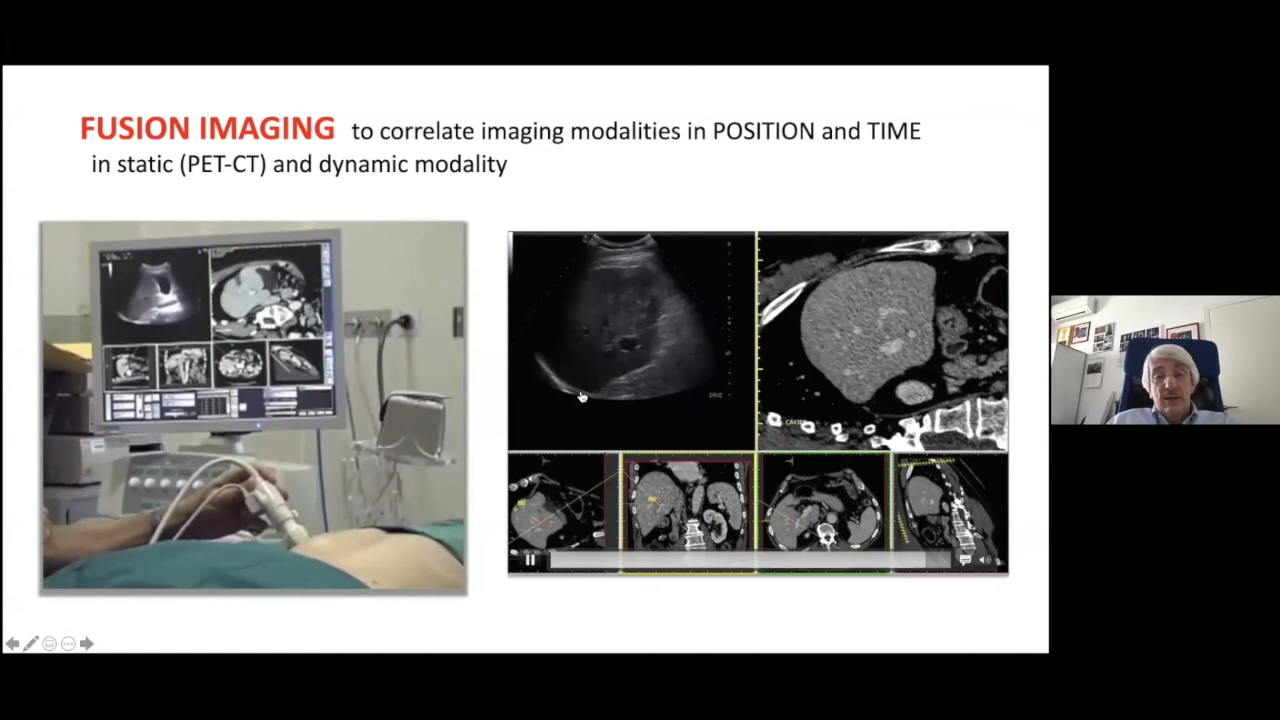 FUSION IMAGING to correlate imaging modalities in POSITION and TIME
in static (PET-CT) and dynamic modality